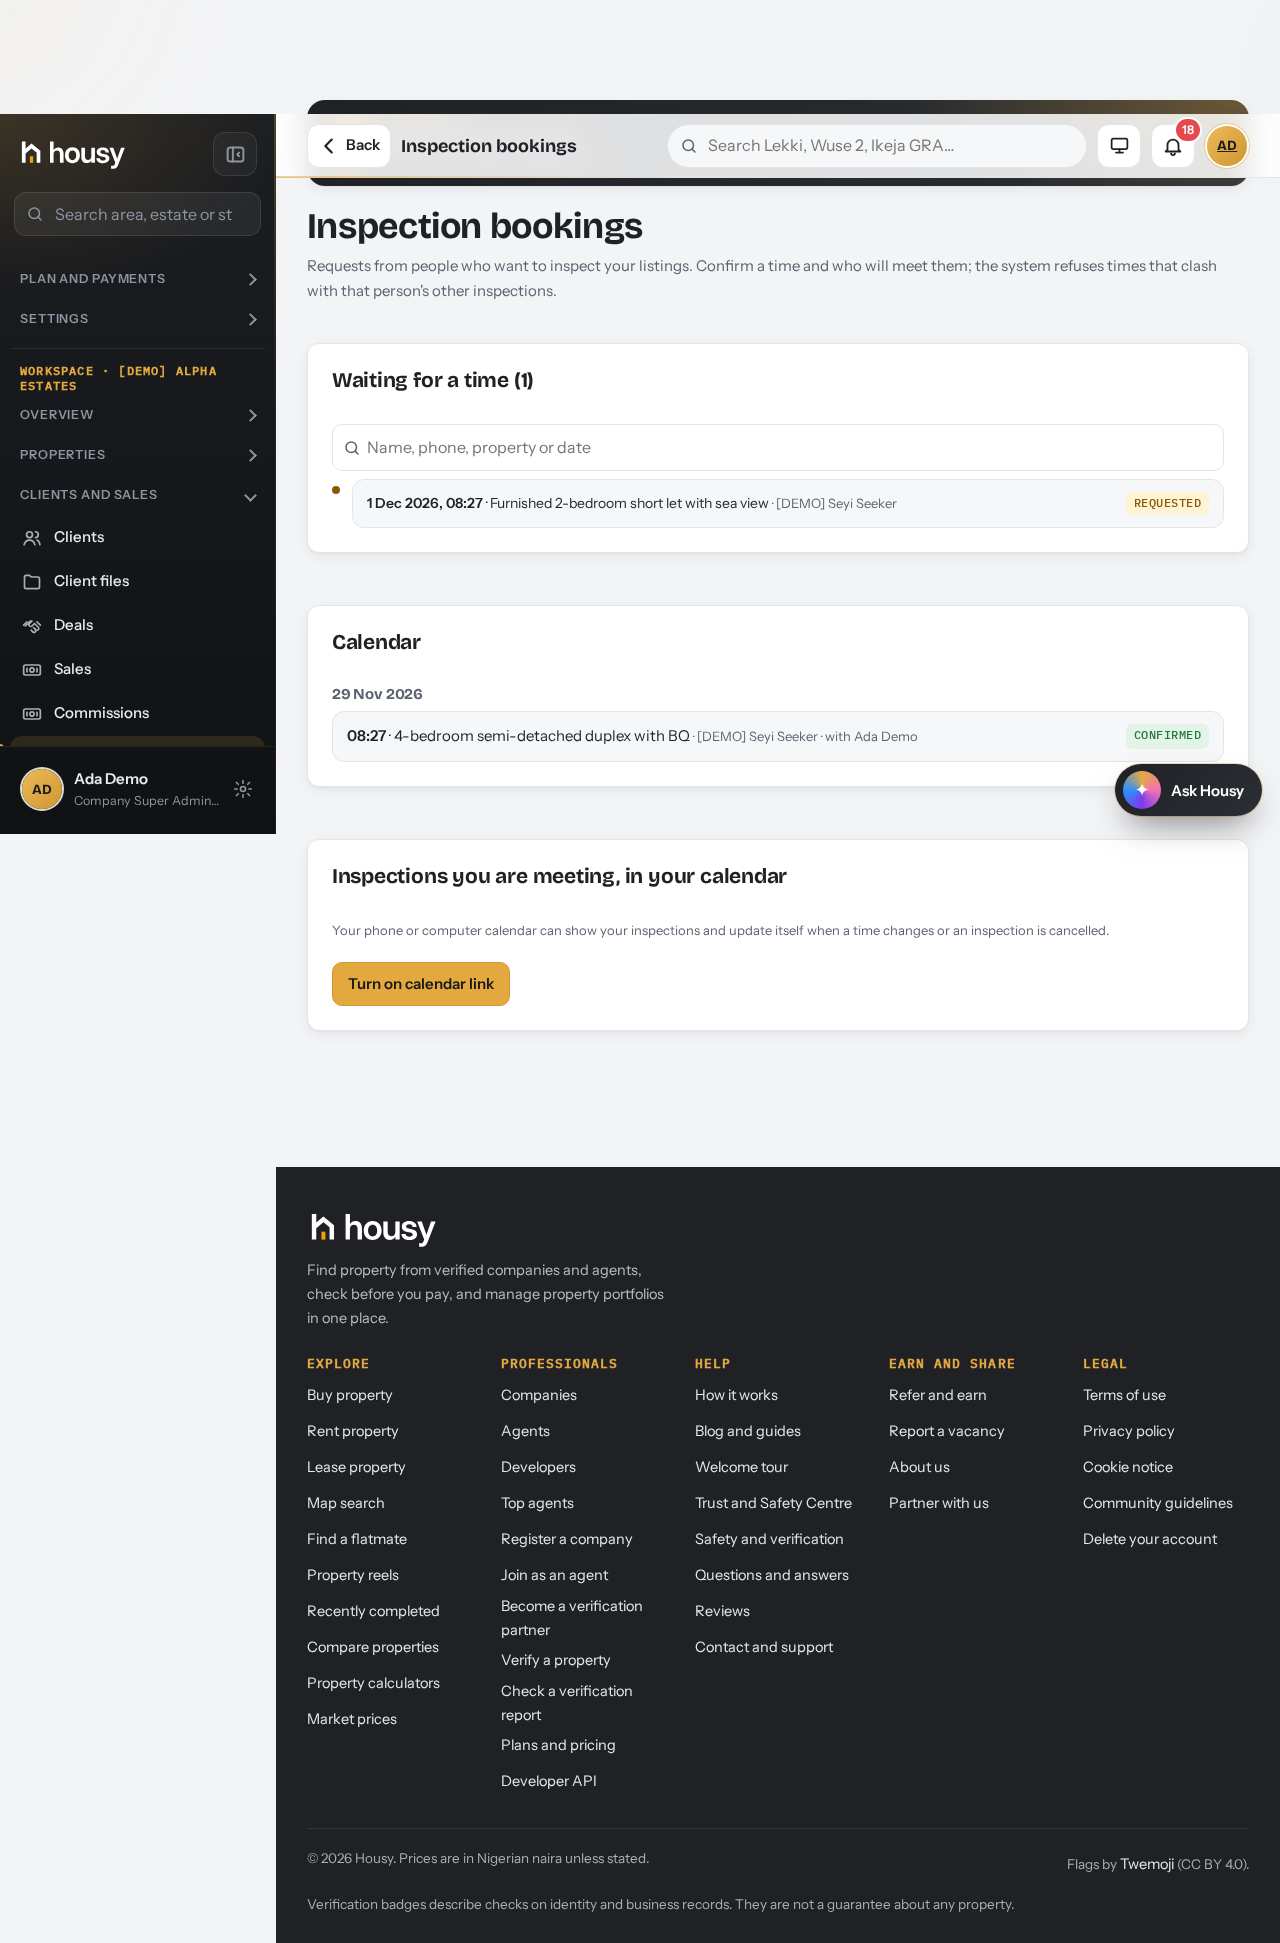 housy
Search area, estate or st
PLAN AND PAYMENTS
SETTINGS
WORKSPACE · [DEMO] ALPHA
ESTATES
OVERVIEW
PROPERTIES
CLIENTS AND SALES
Clients
Client files
Deals
Sales
Commissions
AD
Ada Demo
Company Super Admin...
Back
Inspection bookings
Search Lekki, Wuse 2, Ikeja GRA...
18
AD
Inspection bookings
Requests from people who want to inspect your listings. Confirm a time and who will meet them; the system refuses times that clash
with that person's other inspections.
Waiting for a time (1)
Name, phone, property or date
1 Dec 2026, 08:27 · Furnished 2-bedroom short let with sea view · [DEMO] Seyi Seeker
REQUESTED
Calendar
29 Nov 2026
08:27 · 4-bedroom semi-detached duplex with BQ · [DEMO] Seyi Seeker · with Ada Demo
CONFIRMED
Ask Housy
Inspections you are meeting, in your calendar
Your phone or computer calendar can show your inspections and update itself when a time changes or an inspection is cancelled.
Turn on calendar link
housy
Find property from verified companies and agents,
check before you pay, and manage property portfolios
in one place.
EXPLORE
Buy property
Rent property
Lease property
Map search
Find a flatmate
Property reels
Recently completed
Compare properties
Property calculators
Market prices
PROFESSIONALS
Companies
Agents
Developers
Top agents
Register a company
Join as an agent
Become a verification
partner
Verify a property
Check a verification
report
Plans and pricing
Developer API
HELP
How it works
Blog and guides
Welcome tour
Trust and Safety Centre
Safety and verification
Questions and answers
Reviews
Contact and support
EARN AND SHARE
Refer and earn
Report a vacancy
About us
Partner with us
LEGAL
Terms of use
Privacy policy
Cookie notice
Community guidelines
Delete your account
© 2026 Housy. Prices are in Nigerian naira unless stated.
Flags by Twemoji (CC BY 4.0).
Verification badges describe checks on identity and business records. They are not a guarantee about any property.